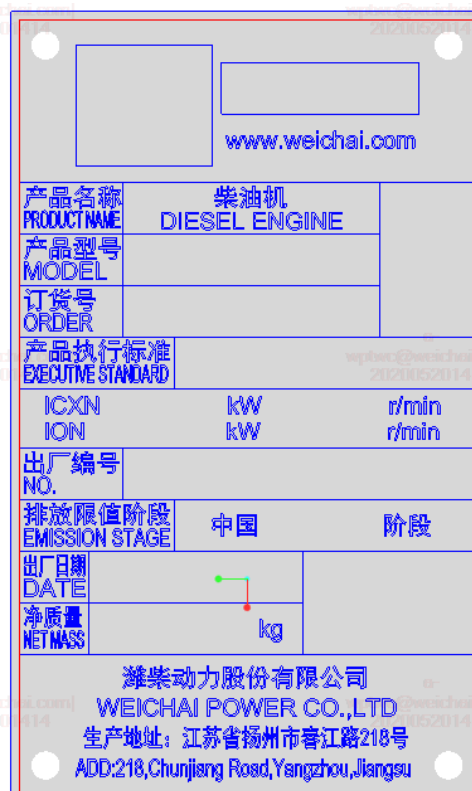 www.weichai.com
产品名称 柴油机
PRODUCT NAME DIESEL ENGINE
产品型号
MODEL
订货号
ORDER
产品执行标准
EXECUTIVE STANDARD
ICXN kW r/min
ION kW r/min
出厂编号
NO.
排放限值阶段 中国 阶段
EMISSION STAGE
出厂日期
DATE
净质量
NET MASS kg
潍柴动力股份有限公司
WEICHAI POWER CO.,LTD
生产地址：江苏省扬州市春江路218号
ADD:218,Chunjiang Road,Yangzhou,Jiangsu